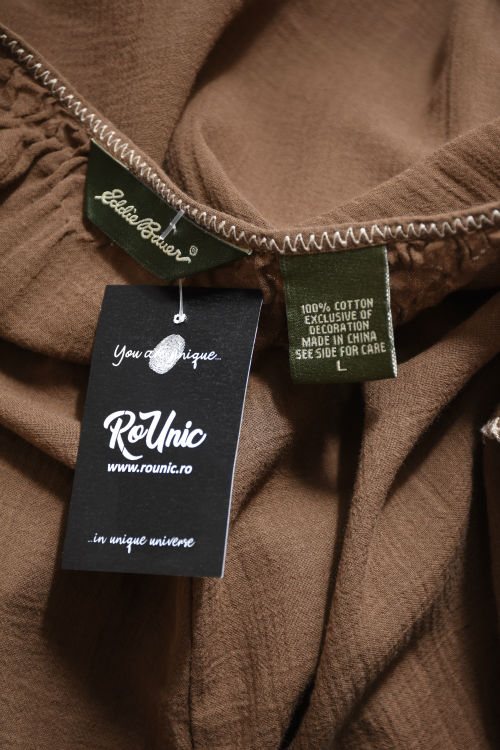 Eddie Bauer®
100% COTTON
EXCLUSIVE OF
DECORATION
MADE IN CHINA
SEE SIDE FOR CARE
L
You are unique...
RoUnic
www.rounic.ro
...in unique universe